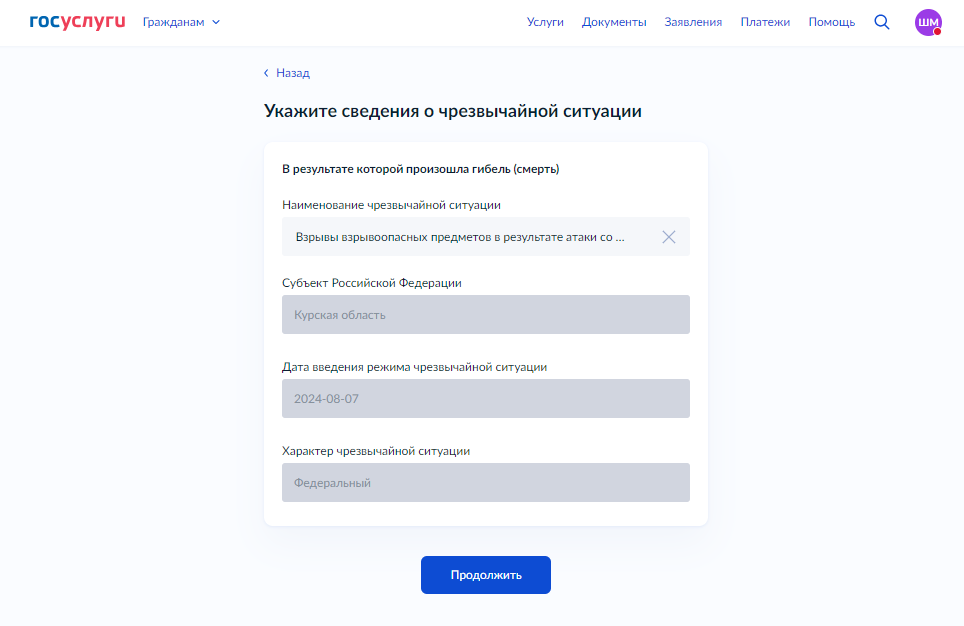 госуслуги Гражданам Услуги Документы Заявления Платежи Помощь ШМ
Назад
Укажите сведения о чрезвычайной ситуации
В результате которой произошла гибель (смерть)
Наименование чрезвычайной ситуации
Взрывы взрывоопасных предметов в результате атаки со ...
Субъект Российской Федерации
Курская область
Дата введения режима чрезвычайной ситуации
2024-08-07
Характер чрезвычайной ситуации
Федеральный
Продолжить